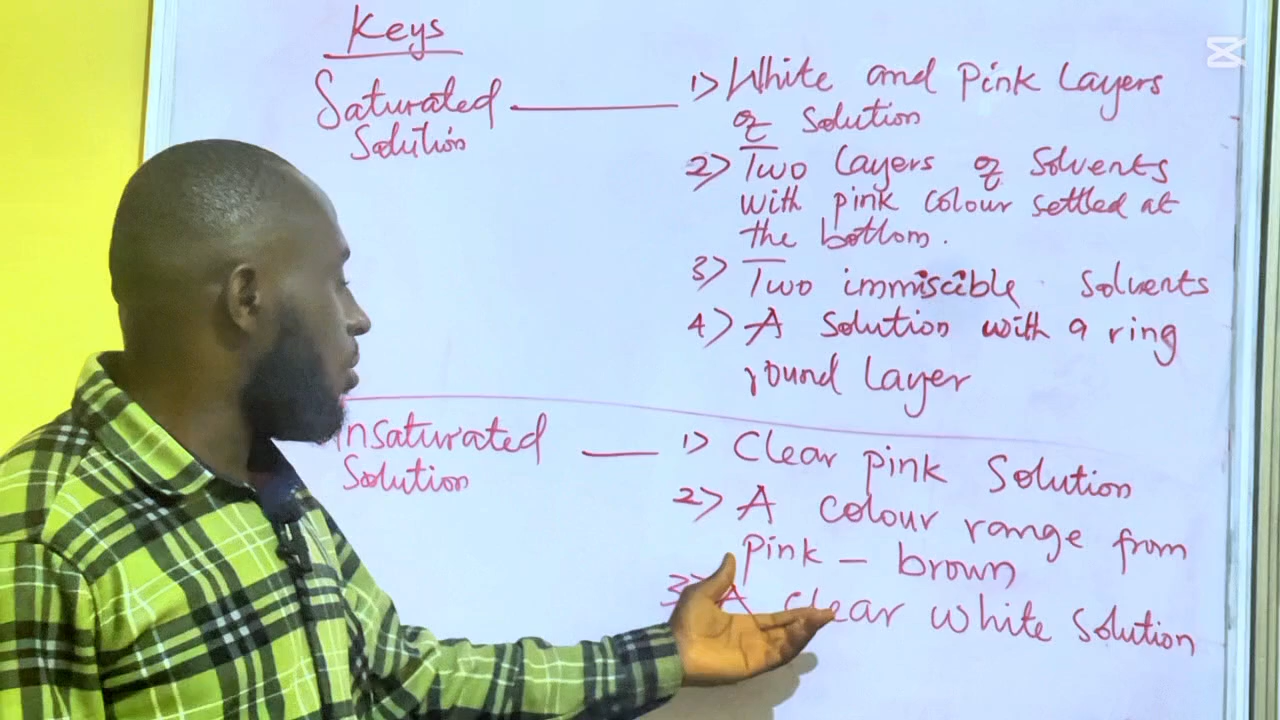 Keys
Saturated
Solution
1) White and Pink Layers
of Solution
2) Two Layers of Solvents
with pink colour settled at
the bottom.
3) Two immiscible Solvents
4) A Solution with a ring
round Layer
nsaturated
Solution
1) Clear Pink Solution
2) A colour range from
Pink - brown
3) A clear white Solution